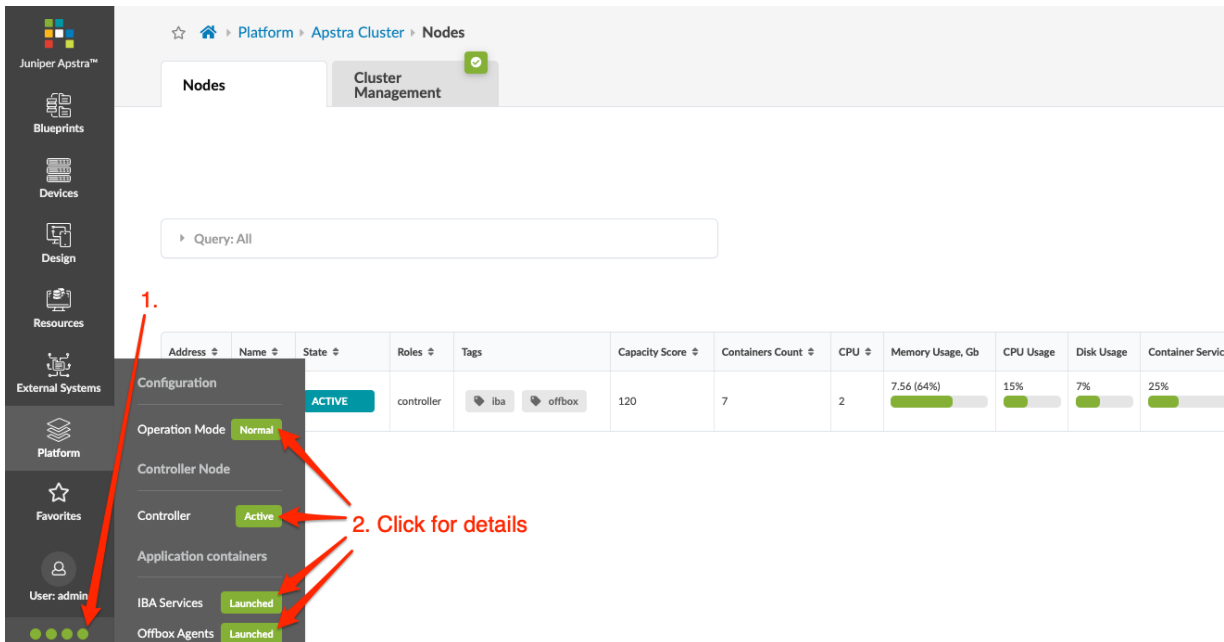 Juniper Apstra™
Blueprints
Devices
Design
Resources
External Systems
Platform
Favorites
User: admin
Platform
Apstra Cluster
Nodes
Nodes
Cluster
Management
Query: All
1.
Address Name State Roles Tags Capacity Score Containers Count CPU Memory Usage, Gb CPU Usage Disk Usage Container Servic
ACTIVE controller iba offbox 120 7 2 7.56 (64%) 15% 7% 25%
Configuration
Operation Mode Normal
Controller Node
Controller Active
Application containers
IBA Services Launched
Offbox Agents Launched
2. Click for details